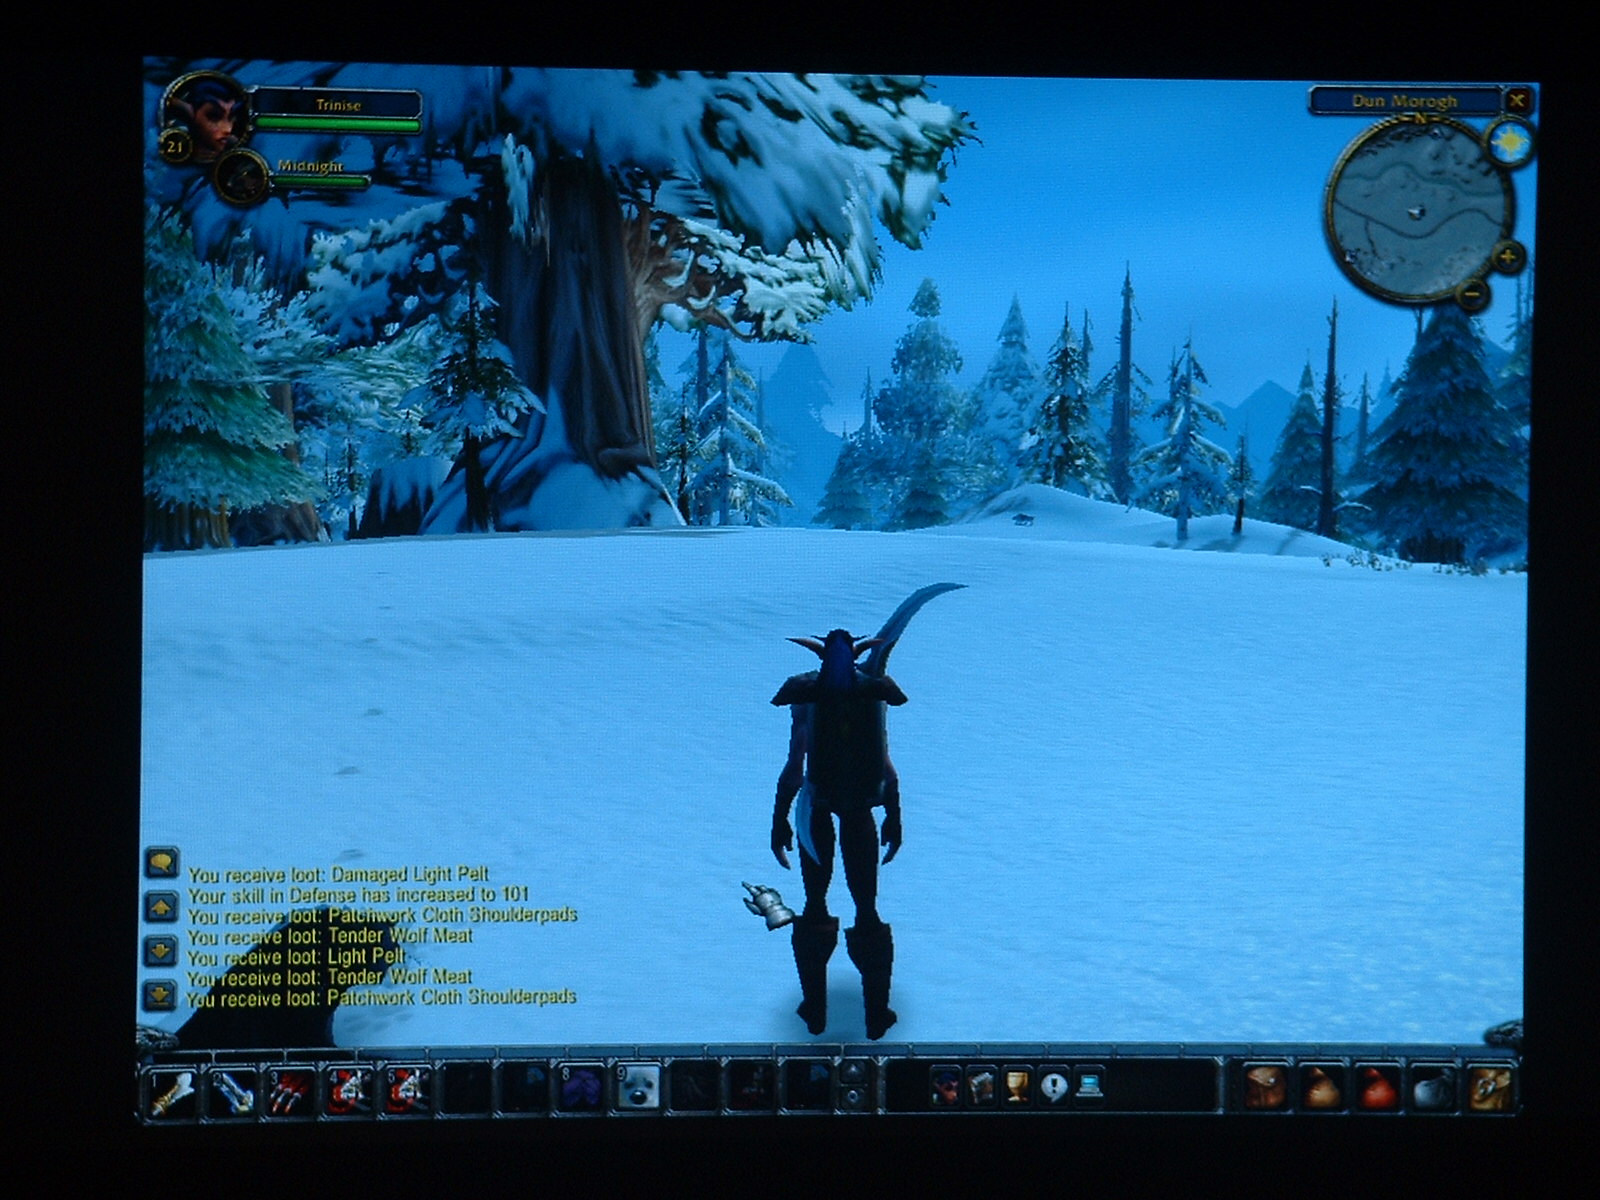 Trinise
21
Midnight
Dun Morogh
N
You receive loot: Damaged Light Pelt
Your skill in Defense has increased to 101
You receive loot: Patchwork Cloth Shoulderpads
You receive loot: Tender Wolf Meat
You receive loot: Light Pelt
You receive loot: Tender Wolf Meat
You receive loot: Patchwork Cloth Shoulderpads
1 2 3 4 5 8 9